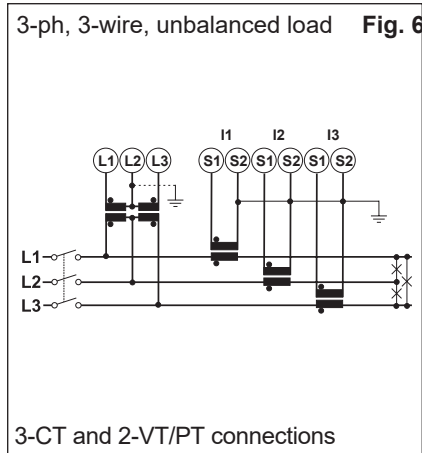 3-ph, 3-wire, unbalanced load Fig. 6
I1 I2 I3
L1 L2 L3 S1 S2 S1 S2 S1 S2
L1
L2
L3
3-CT and 2-VT/PT connections